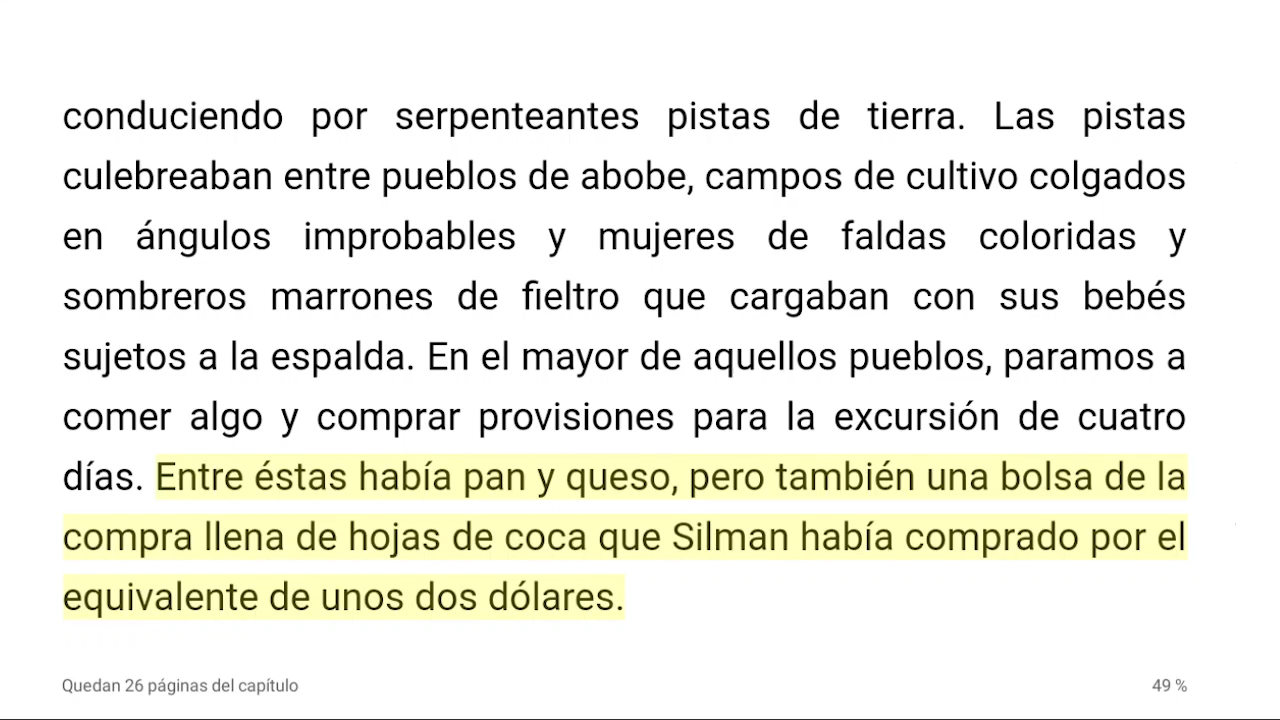 conduciendo por serpenteantes pistas de tierra. Las pistas
culebreaban entre pueblos de abobe, campos de cultivo colgados
en ángulos improbables y mujeres de faldas coloridas y
sombreros marrones de fieltro que cargaban con sus bebés
sujetos a la espalda. En el mayor de aquellos pueblos, paramos a
comer algo y comprar provisiones para la excursión de cuatro
días. Entre éstas había pan y queso, pero también una bolsa de la
compra llena de hojas de coca que Silman había comprado por el
equivalente de unos dos dólares.
Quedan 26 páginas del capítulo
49 %